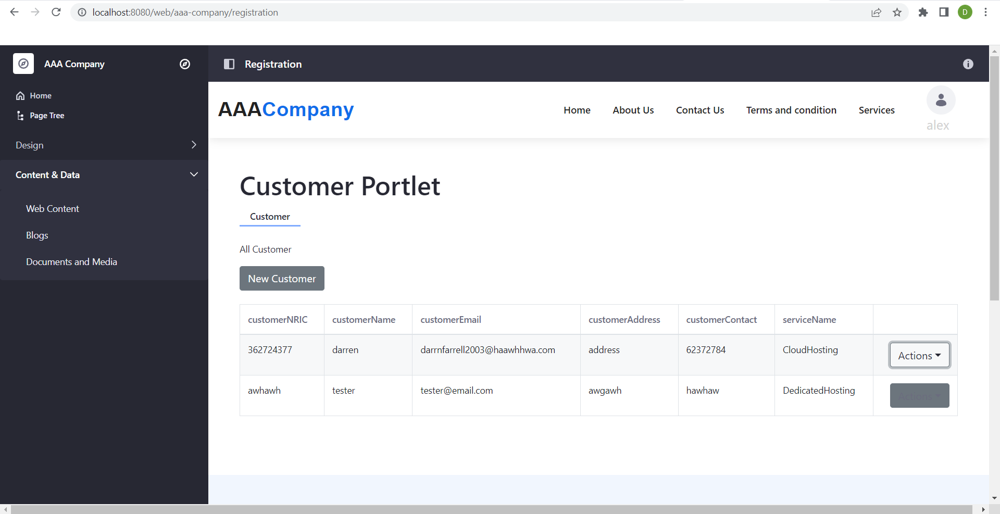 localhost:8080/web/aaa-company/registration
D
AAA Company
Registration
Home
Page Tree
Design
Content & Data
Web Content
Blogs
Documents and Media
AAACompany
Home About Us Contact Us Terms and condition Services
alex
Customer Portlet
Customer
All Customer
New Customer
customerNRIC customerName customerEmail customerAddress customerContact serviceName
362724377 darren darrnfarrell2003@haawhhwa.com address 62372784 CloudHosting Actions
awhawh tester tester@email.com awgawh hawhaw DedicatedHosting Actions